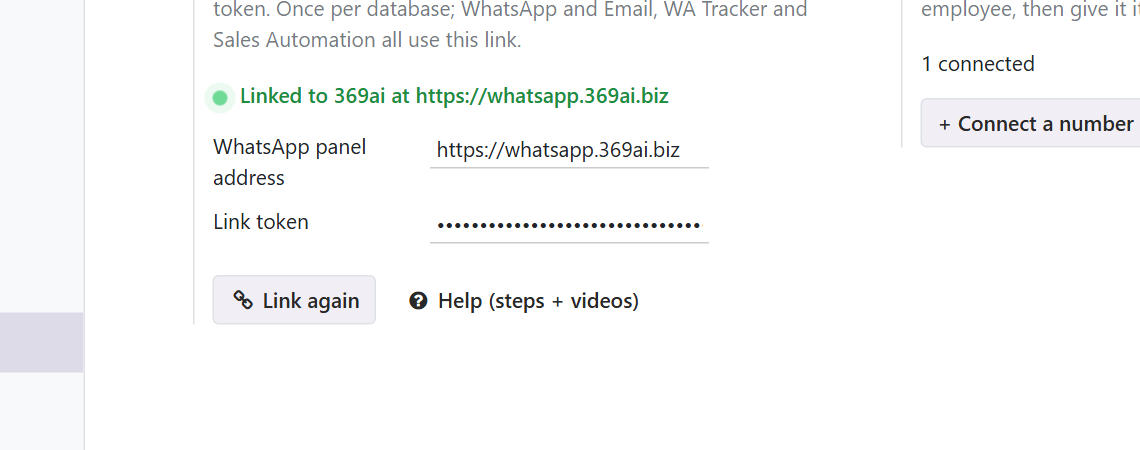 token. Once per database; WhatsApp and Email, WA Tracker and
Sales Automation all use this link.
Linked to 369ai at https://whatsapp.369ai.biz
WhatsApp panel
address
https://whatsapp.369ai.biz
Link token
••••••••••••••••••••••••••••••
Link again
Help (steps + videos)
employee, then give it
1 connected
+ Connect a number